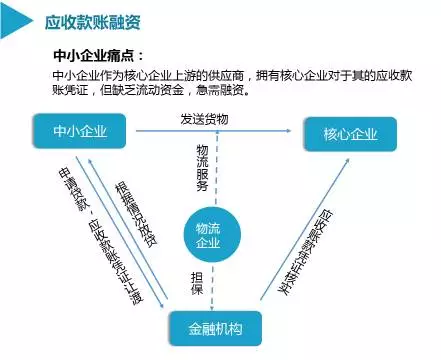 应收款账融资
中小企业痛点：
中小企业作为核心企业上游的供应商，拥有核心企业对于其的应收款
账凭证，但缺乏流动资金，急需融资。
中小企业
发送货物
核心企业
物流服务
申请贷款，应收款账凭证让渡
根据情况放贷
物流
企业
应收账款凭证核实
担保
金融机构